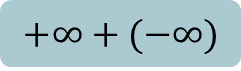 +∞ + (−∞)